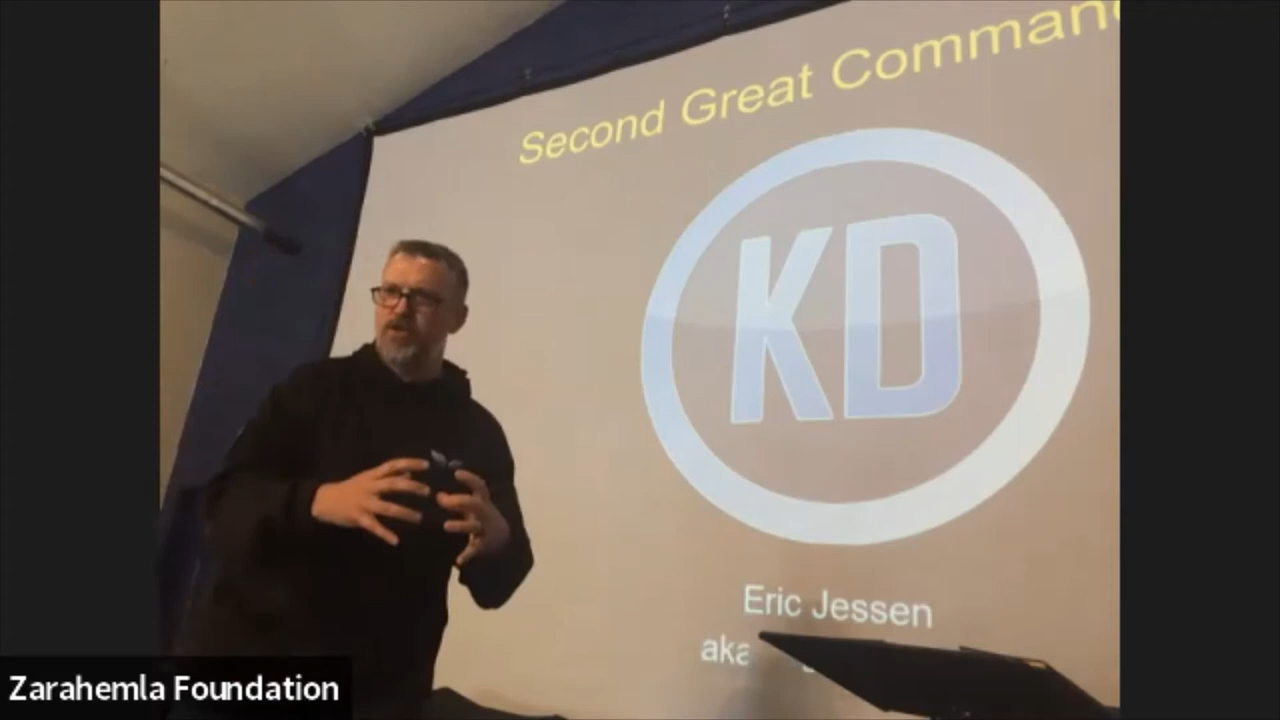 Second Great Comman
KD
Eric Jessen
aka
Zarahemla Foundation